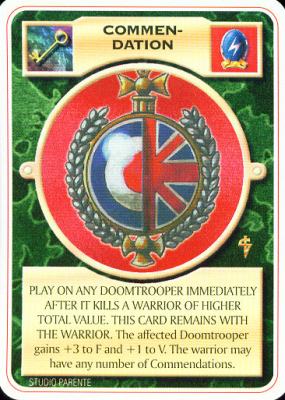 COMMEN-
DATION
PLAY ON ANY DOOMTROOPER IMMEDIATELY
AFTER IT KILLS A WARRIOR OF HIGHER
TOTAL VALUE. THIS CARD REMAINS WITH
THE WARRIOR. The affected Doomtrooper
gains +3 to F and +1 to V. The warrior may
have any number of Commendations.
STUDIO PARENTE